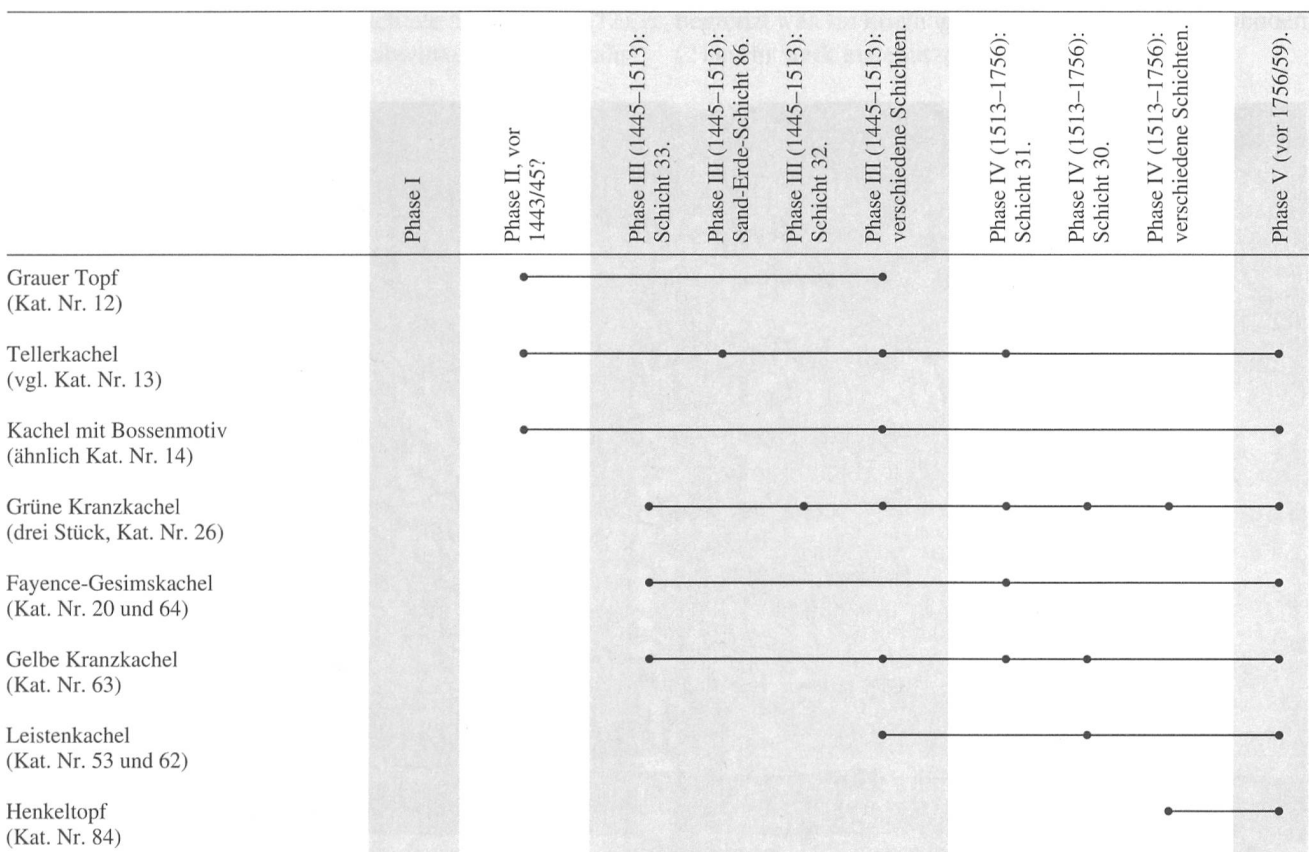 Phase I
Phase II, vor
1443/45?
Phase III (1445–1513):
Schicht 33.
Phase III (1445–1513):
Sand-Erde-Schicht 86.
Phase III (1445–1513):
Schicht 32.
Phase III (1445–1513):
verschiedene Schichten.
Phase IV (1513–1756):
Schicht 31.
Phase IV (1513–1756):
Schicht 30.
Phase IV (1513–1756):
verschiedene Schichten.
Phase V (vor 1756/59).
Grauer Topf
(Kat. Nr. 12)
Tellerkachel
(vgl. Kat. Nr. 13)
Kachel mit Bossenmotiv
(ähnlich Kat. Nr. 14)
Grüne Kranzkachel
(drei Stück, Kat. Nr. 26)
Fayence-Gesimskachel
(Kat. Nr. 20 und 64)
Gelbe Kranzkachel
(Kat. Nr. 63)
Leistenkachel
(Kat. Nr. 53 und 62)
Henkeltopf
(Kat. Nr. 84)